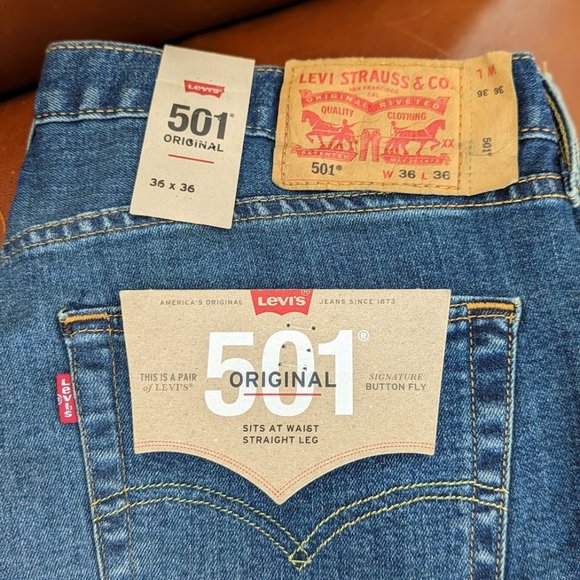 Levi's
501®
ORIGINAL
36 x 36
LEVI STRAUSS & CO.
SAN FRANCISCO
CAL
ORIGINAL RIVETED
QUALITY CLOTHING
XX
501® W 36 L 36
W L
36 36
501®
AMERICA'S ORIGINAL Levi's JEANS SINCE 1873
501®
ORIGINAL
THIS IS A PAIR
of LEVI'S®
SIGNATURE
BUTTON FLY
SITS AT WAIST
STRAIGHT LEG
Levi's